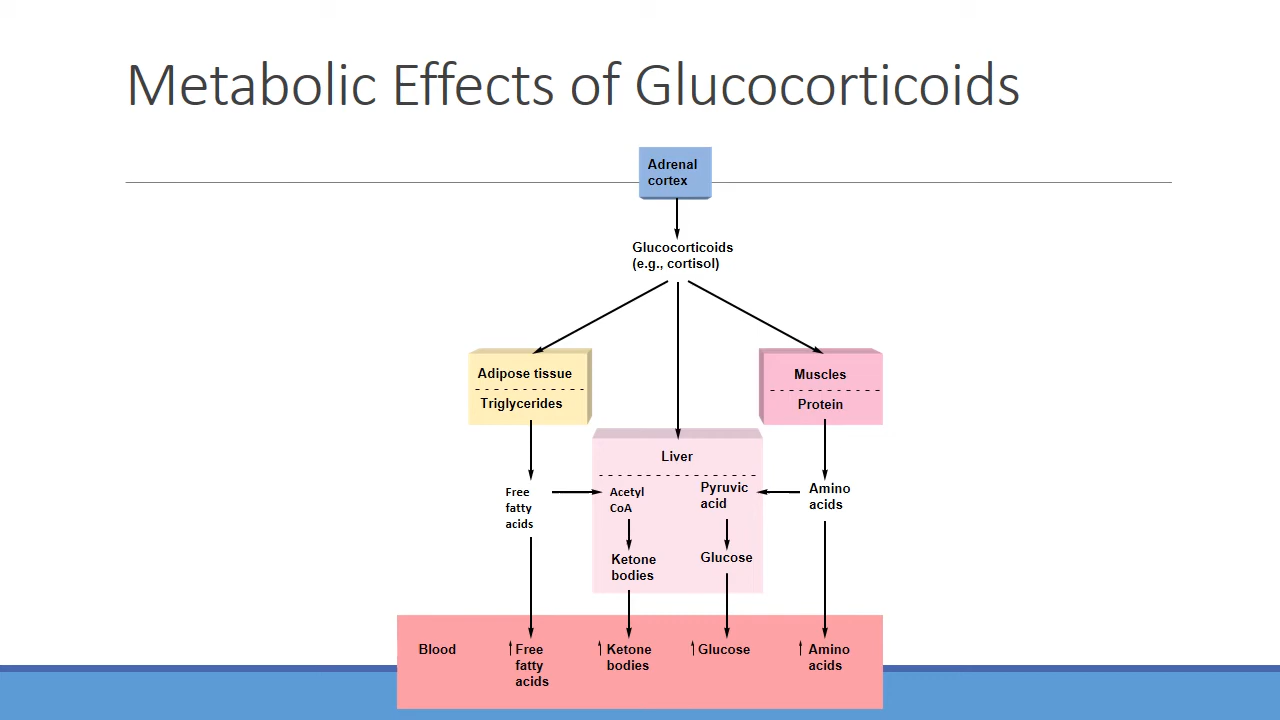 Metabolic Effects of Glucocorticoids
Adrenal
cortex
Glucocorticoids
(e.g., cortisol)
Adipose tissue
Triglycerides
Muscles
Protein
Liver
Free
fatty
acids
Acetyl
CoA
Pyruvic
acid
Amino
acids
Ketone
bodies
Glucose
Blood
↑Free
fatty
acids
↑Ketone
bodies
↑Glucose
↑Amino
acids